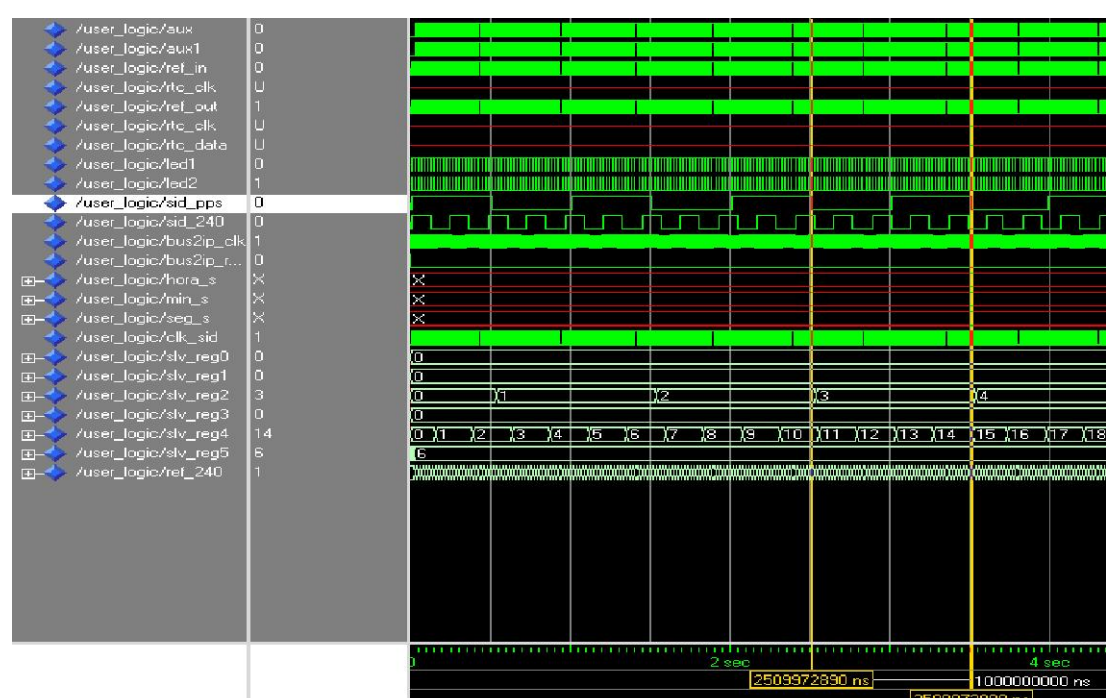 /user_logic/aux 0
/user_logic/aux1 0
/user_logic/ref_in 0
/user_logic/rtc_clk U
/user_logic/ref_out 1
/user_logic/rtc_clk U
/user_logic/rtc_data U
/user_logic/led1 0
/user_logic/led2 1
/user_logic/sid_pps 0
/user_logic/sid_240 0
/user_logic/bus2ip_clk 1
/user_logic/bus2ip_r... 0
/user_logic/hora_s X X
/user_logic/min_s X X
/user_logic/seg_s X X
/user_logic/clk_sid 1
/user_logic/slv_reg0 0 0
/user_logic/slv_reg1 0 0
/user_logic/slv_reg2 3 0 1 2 3 4
/user_logic/slv_reg3 0 0
/user_logic/slv_reg4 14 0 1 2 3 4 5 6 7 8 9 10 11 12 13 14 15 16 17 18
/user_logic/slv_reg5 6 6
/user_logic/ref_240 1
2 sec 4 sec
2509972890 ns 1000000000 ns